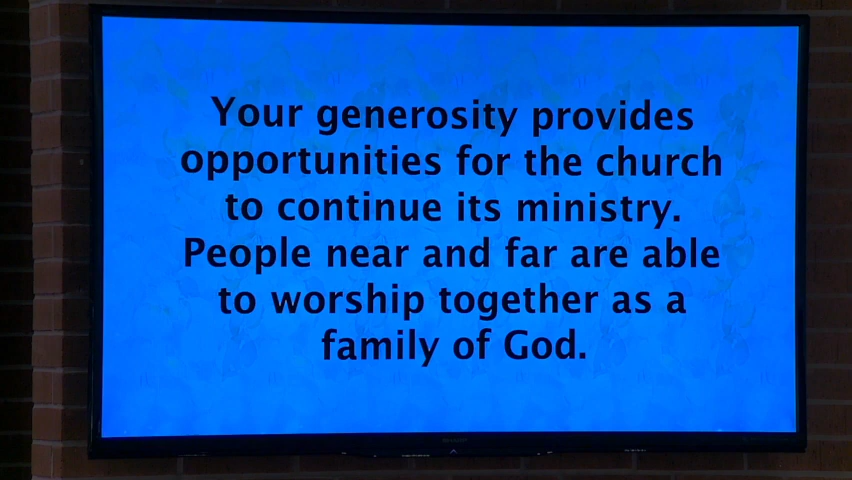 Your generosity provides
opportunities for the church
to continue its ministry.
People near and far are able
to worship together as a
family of God.
SHARP